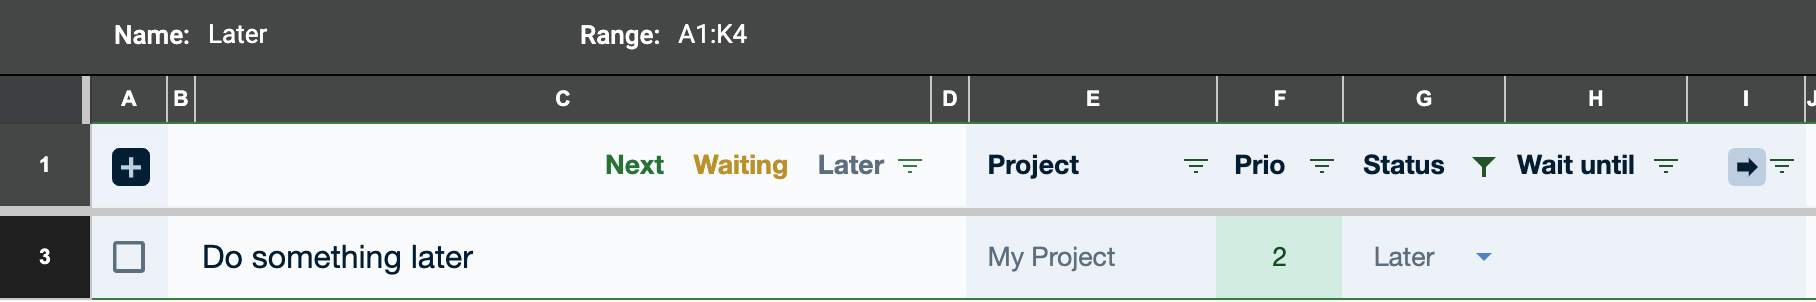 Name: Later Range: A1:K4
A B C D E F G H I J
1 Next Waiting Later Project Prio Status Wait until
3 Do something later My Project 2 Later